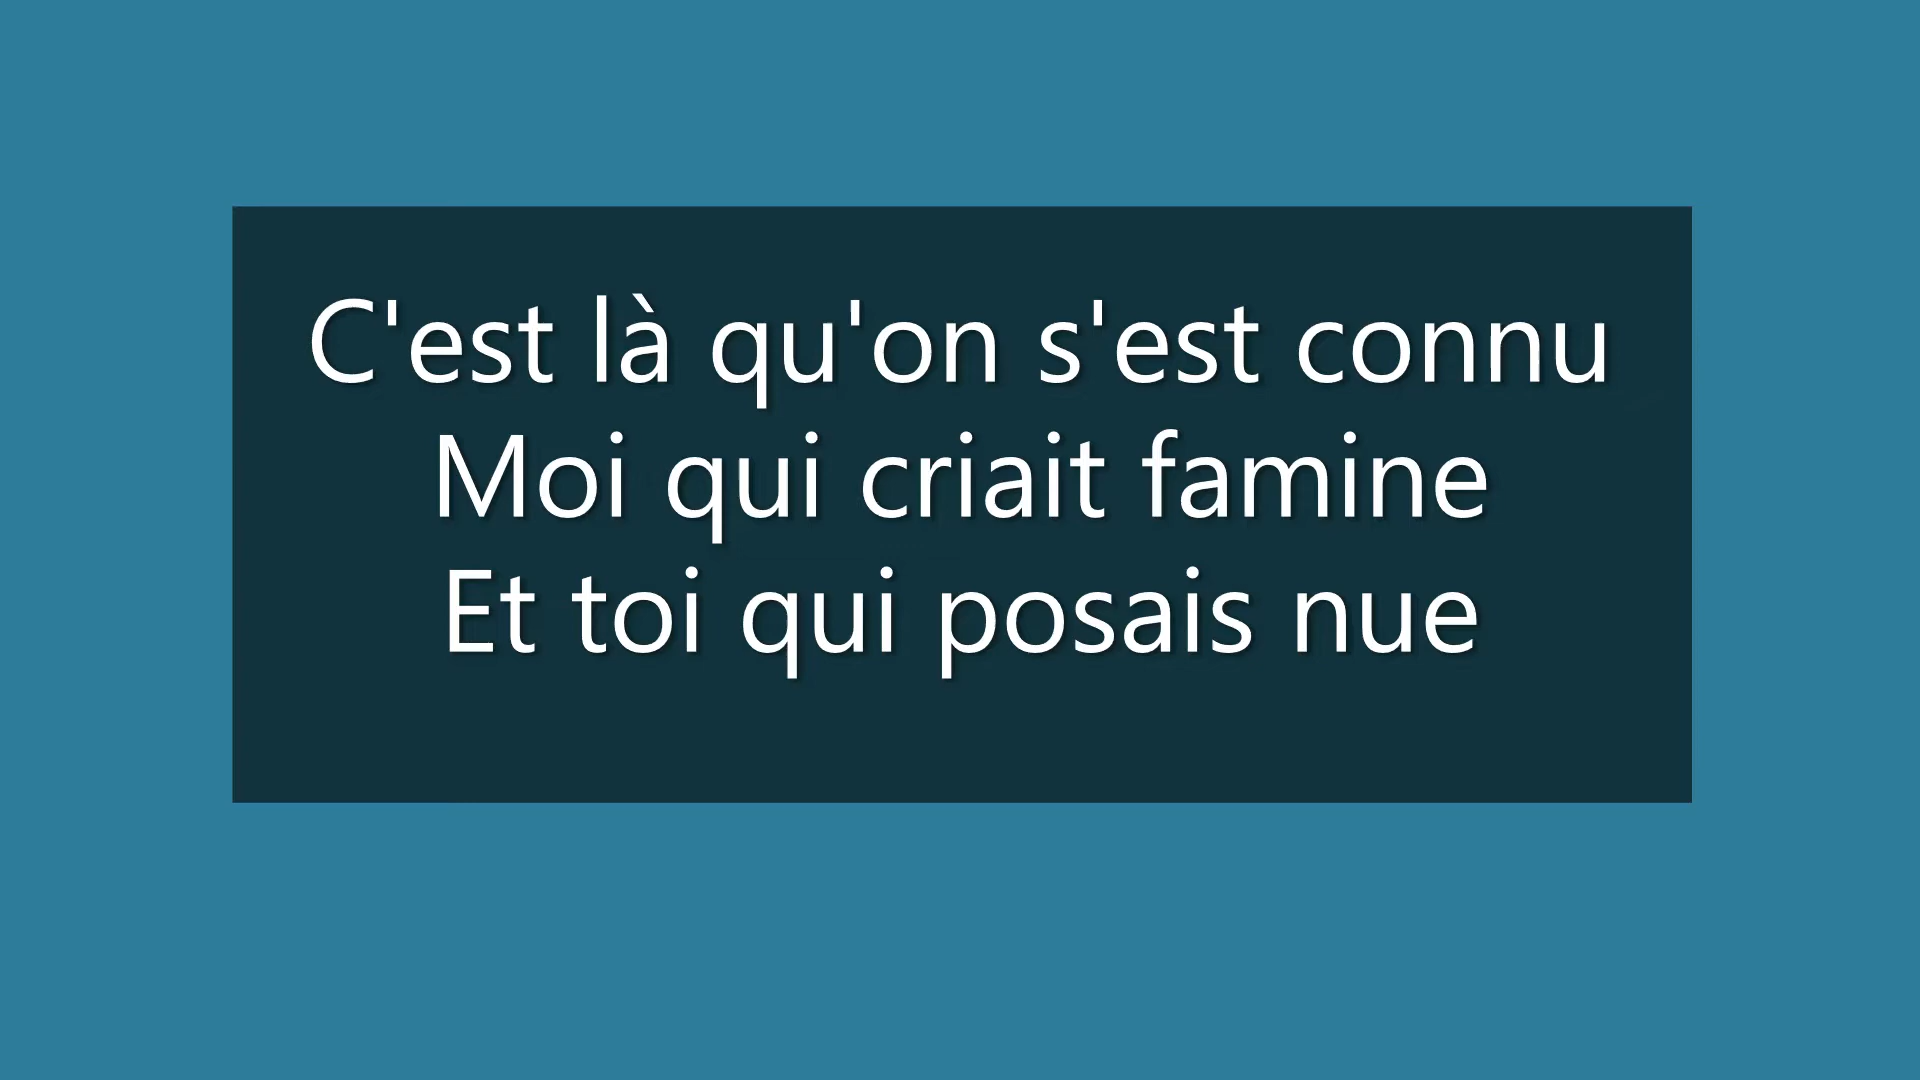 C'est là qu'on s'est connu
Moi qui criait famine
Et toi qui posais nue